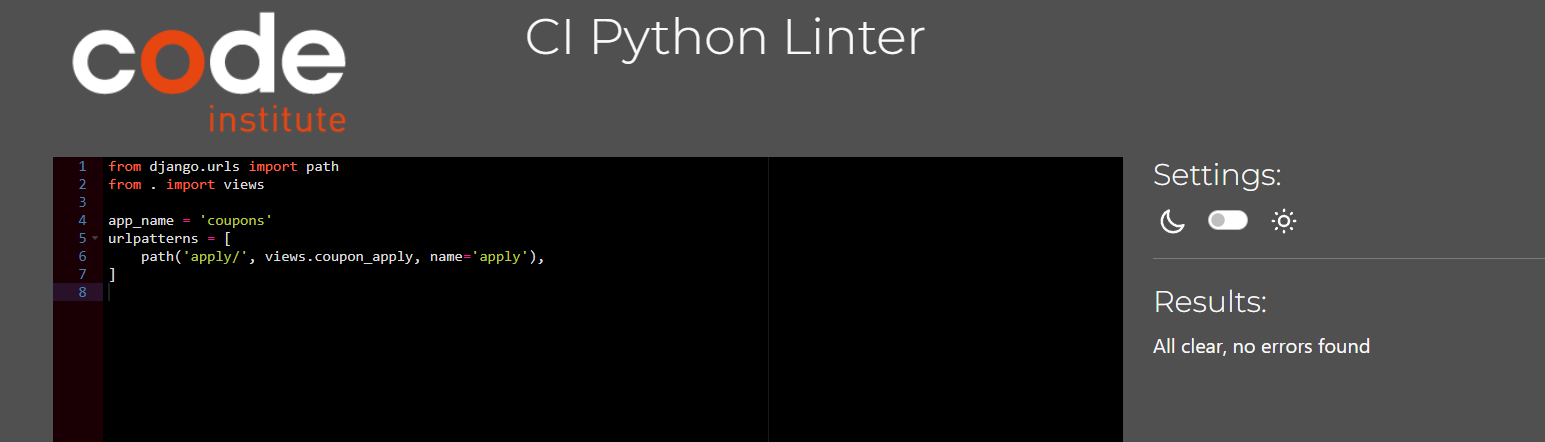 code
institute
CI Python Linter
1 from django.urls import path
2 from . import views
3
4 app_name = 'coupons'
5 urlpatterns = [
6     path('apply/', views.coupon_apply, name='apply'),
7 ]
8
Settings:
Results:
All clear, no errors found